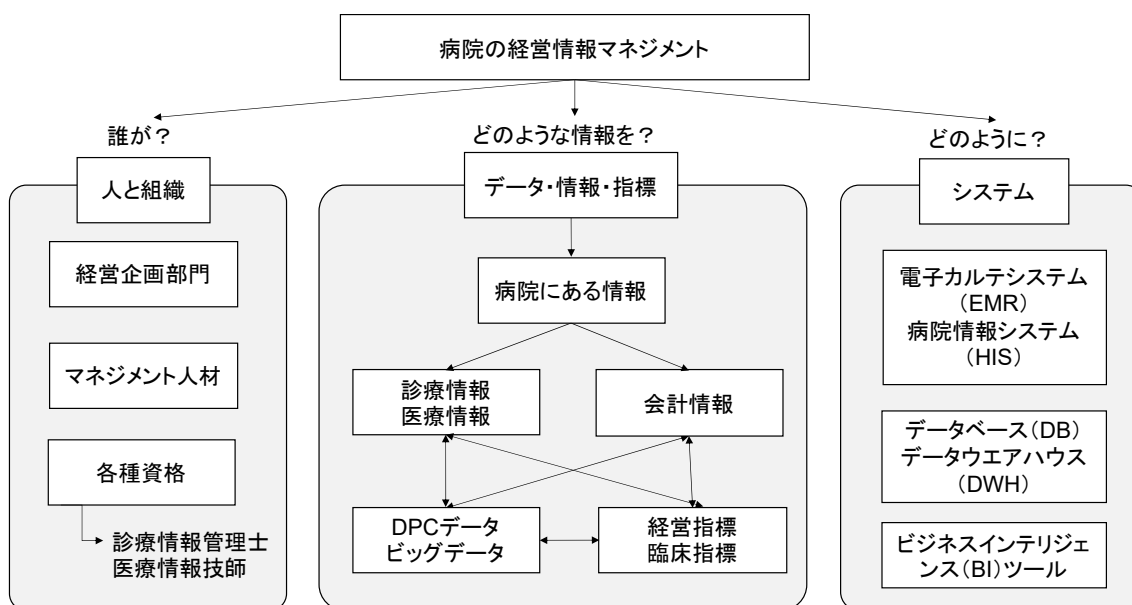 病院の経営情報マネジメント
誰が？
どのような情報を？
どのように？
人と組織
経営企画部門
マネジメント人材
各種資格
診療情報管理士
医療情報技師
データ・情報・指標
病院にある情報
診療情報
医療情報
会計情報
DPCデータ
ビッグデータ
経営指標
臨床指標
システム
電子カルテシステム
（EMR）
病院情報システム
（HIS）
データベース（DB）
データウエアハウス
（DWH）
ビジネスインテリジェ
ンス（BI）ツール